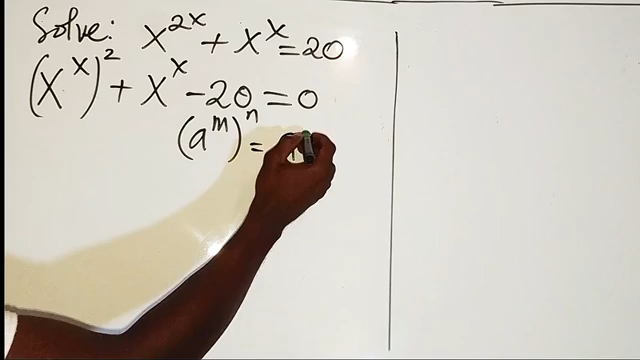 Solve: x^{2x} + x^x = 20
(x^x)^2 + x^x - 20 = 0
(a^m)^n =